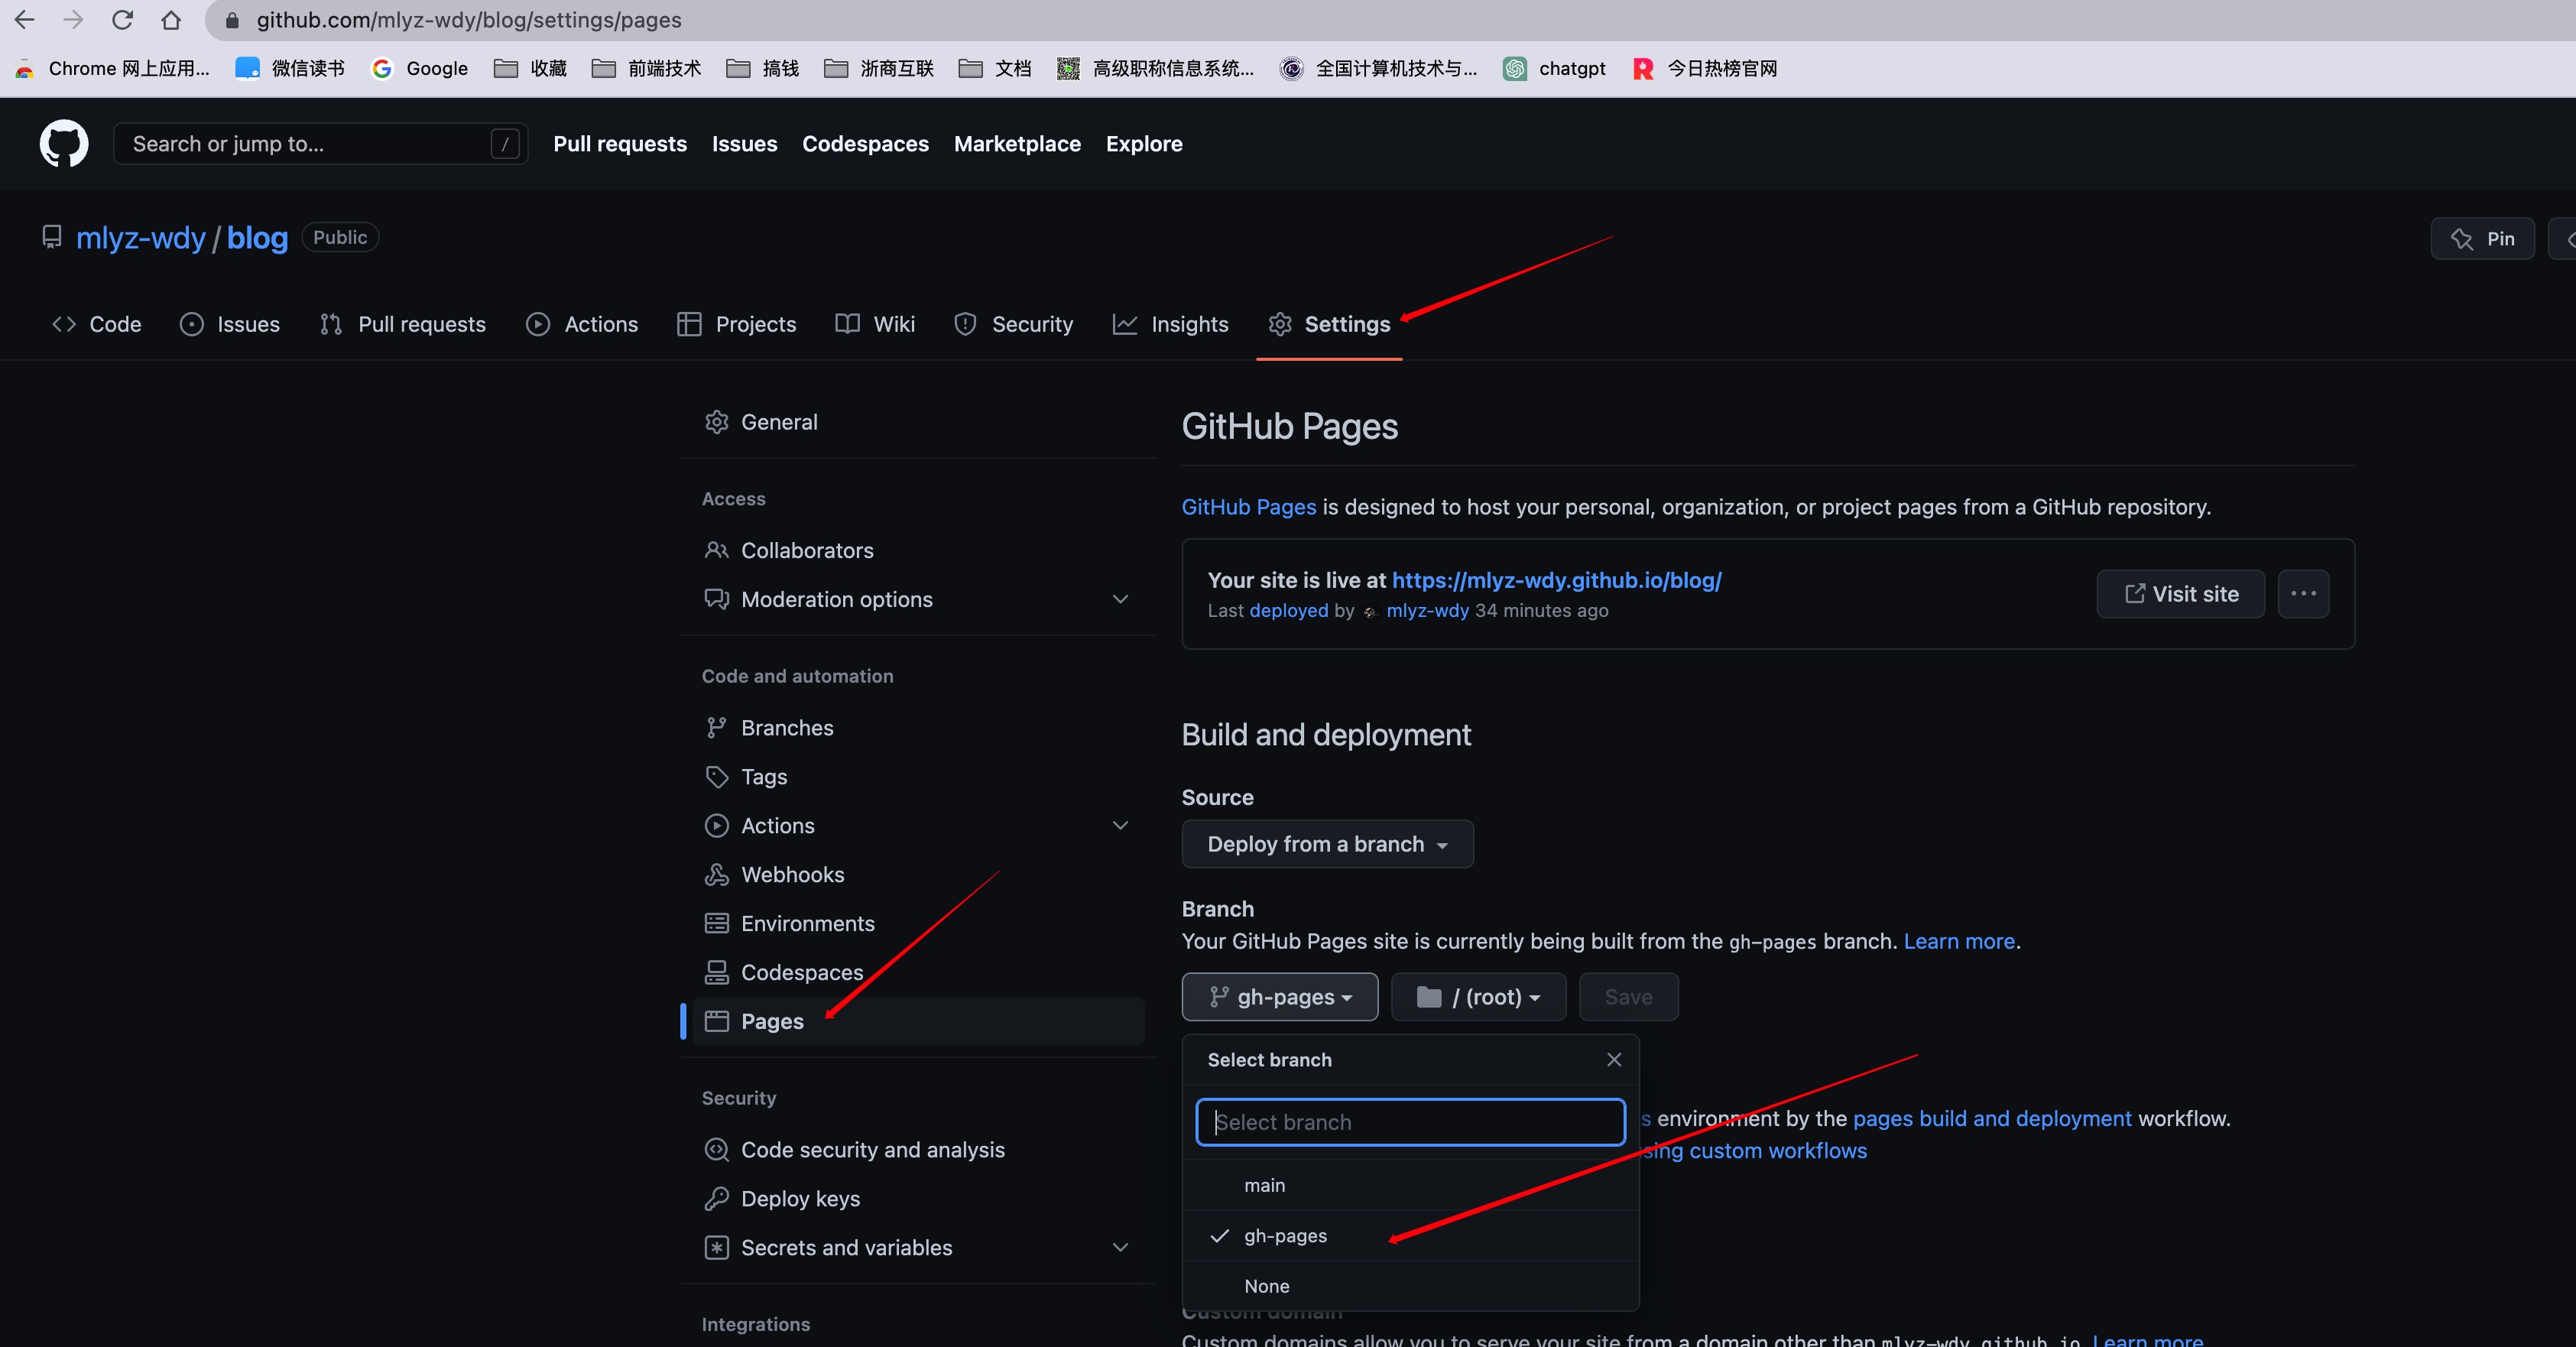 github.com/mlyz-wdy/blog/settings/pages
Chrome 网上应用... 微信读书 Google 收藏 前端技术 搞钱 浙商互联 文档 高级职称信息系统... 全国计算机技术与... chatgpt 今日热榜官网
Search or jump to... / Pull requests Issues Codespaces Marketplace Explore
mlyz-wdy / blog Public Pin
Code Issues Pull requests Actions Projects Wiki Security Insights Settings
General
Access
Collaborators
Moderation options
Code and automation
Branches
Tags
Actions
Webhooks
Environments
Codespaces
Pages
Security
Code security and analysis
Deploy keys
Secrets and variables
Integrations
GitHub Pages
GitHub Pages is designed to host your personal, organization, or project pages from a GitHub repository.
Your site is live at https://mlyz-wdy.github.io/blog/
Last deployed by mlyz-wdy 34 minutes ago
Visit site
Build and deployment
Source
Deploy from a branch
Branch
Your GitHub Pages site is currently being built from the gh-pages branch. Learn more.
gh-pages / (root) Save
Select branch
Select branch
s environment by the pages build and deployment workflow.
sing custom workflows
main
gh-pages
None
Custom domain
Custom domains allow you to serve your site from a domain other than mlyz-wdy.github.io. Learn more